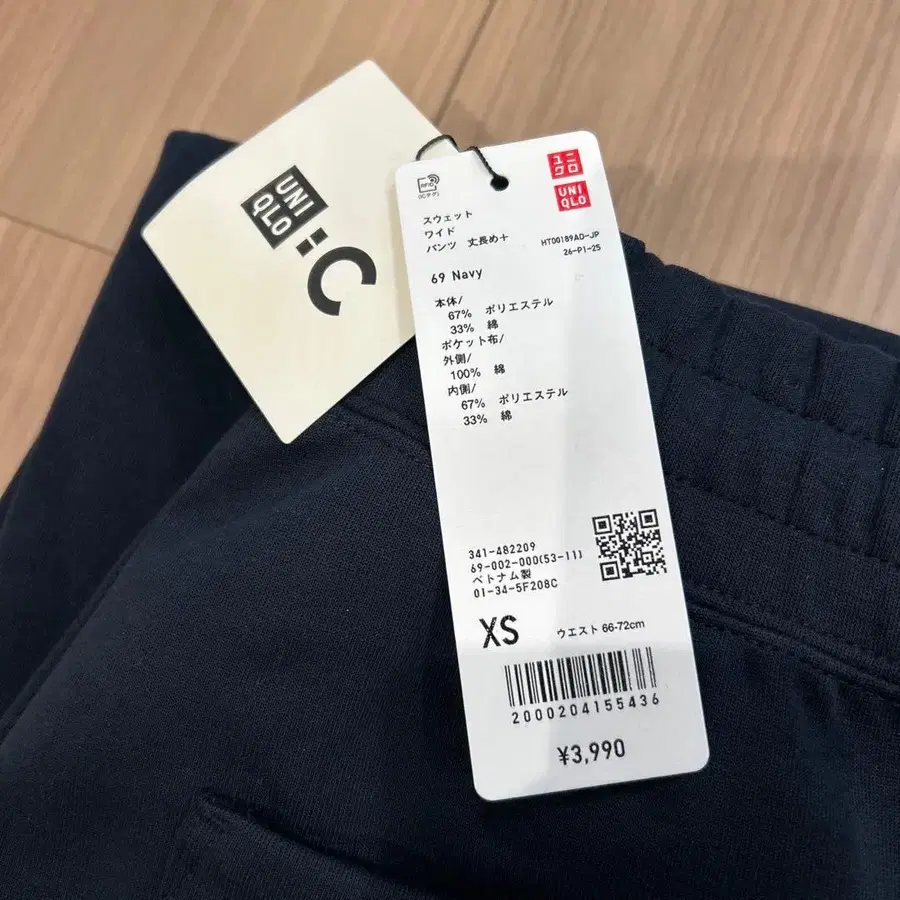 UNI
QLO
:C
RFID
(ICタグ)
ユニ
クロ
UNI
QLO
スウェット
ワイド
パンツ 丈長め+
HT00189AD-JP
26-P1-25
69 Navy
本体/
67% ポリエステル
33% 綿
ポケット布/
外側/
100% 綿
内側/
67% ポリエステル
33% 綿
341-482209
69-002-000(53-11)
ベトナム製
01-34-5F208C
XS ウエスト 66-72cm
2000204155436
¥3,990